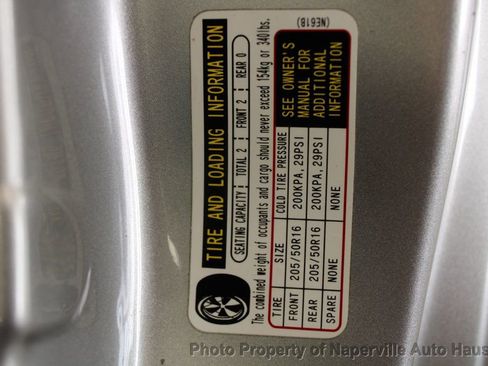 (NE61B)
TIRE AND LOADING INFORMATION
SEATING CAPACITY | TOTAL 2 | FRONT 2 | REAR 0
The combined weight of occupants and cargo should never exceed 154kg or 340lbs.
TIRE SIZE COLD TIRE PRESSURE
FRONT 205/50R16 200KPA, 29PSI
REAR 205/50R16 200KPA, 29PSI
SPARE NONE NONE
SEE OWNER'S
MANUAL FOR
ADDITIONAL
INFORMATION
Photo Property of Naperville Auto Haus